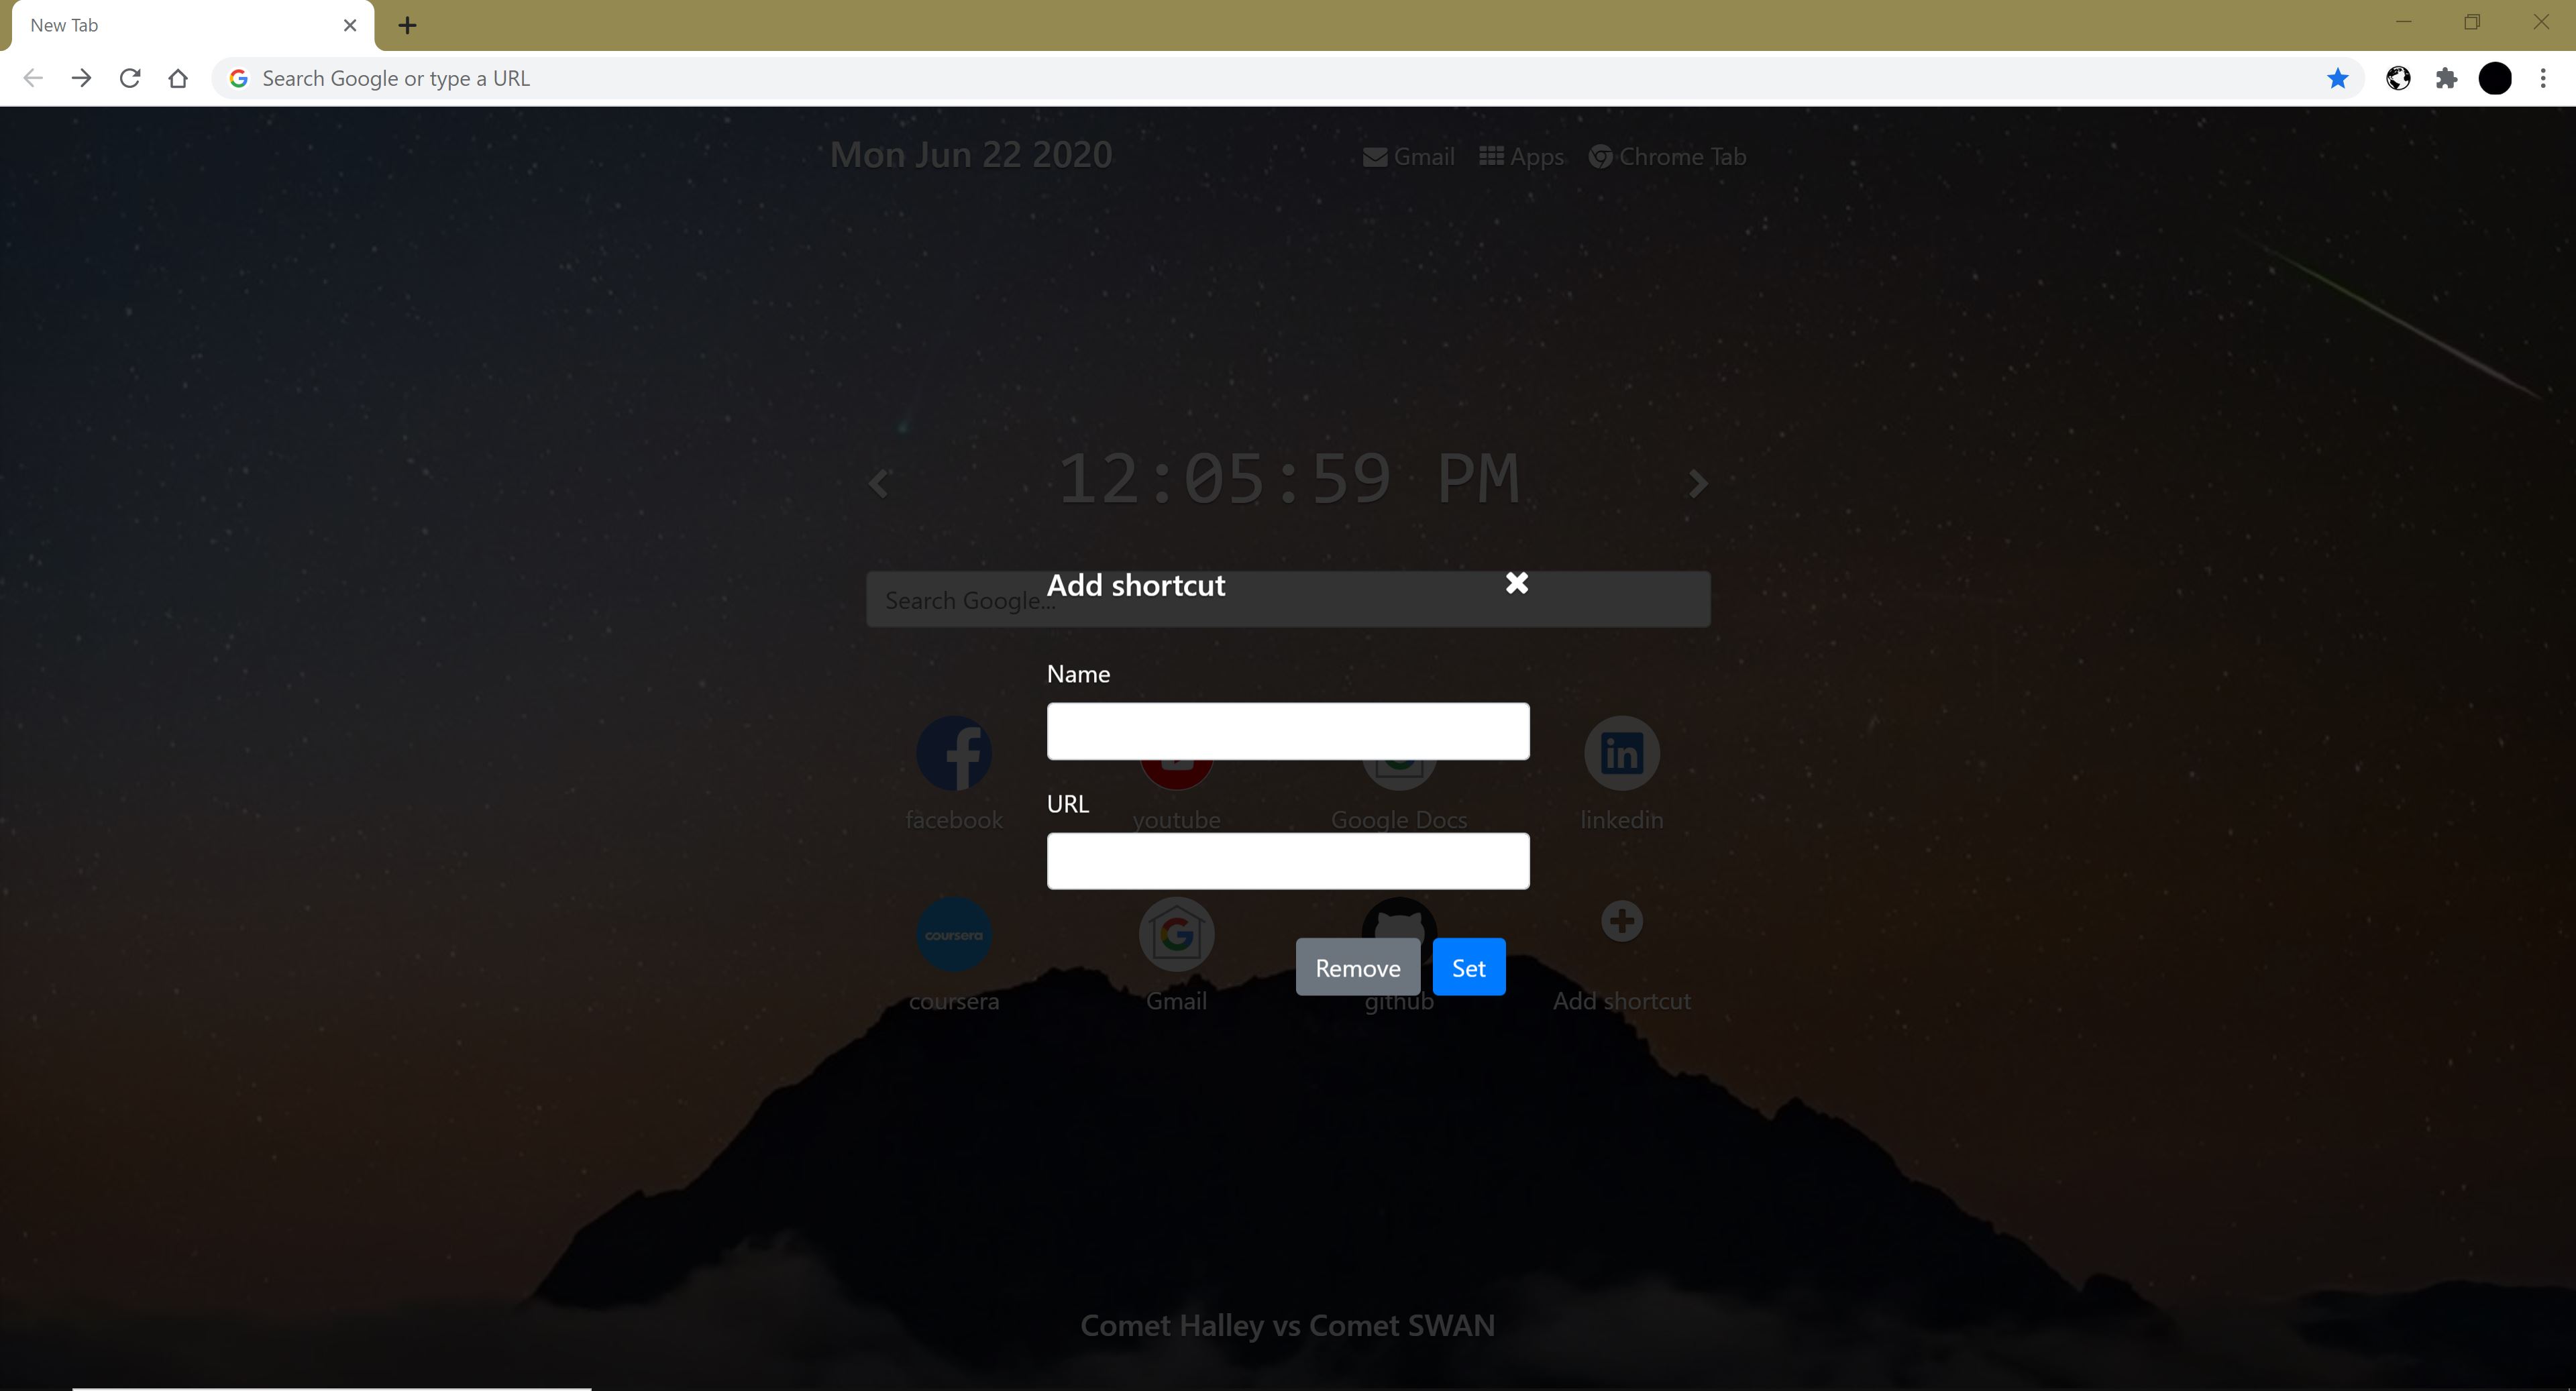 New Tab
Search Google or type a URL
Mon Jun 22 2020
Gmail Apps Chrome Tab
12:05:59 PM
Add shortcut
Search Google...
Name
facebook youtube Google Docs linkedin
URL
coursera
Remove Set
coursera Gmail github Add shortcut
Comet Halley vs Comet SWAN